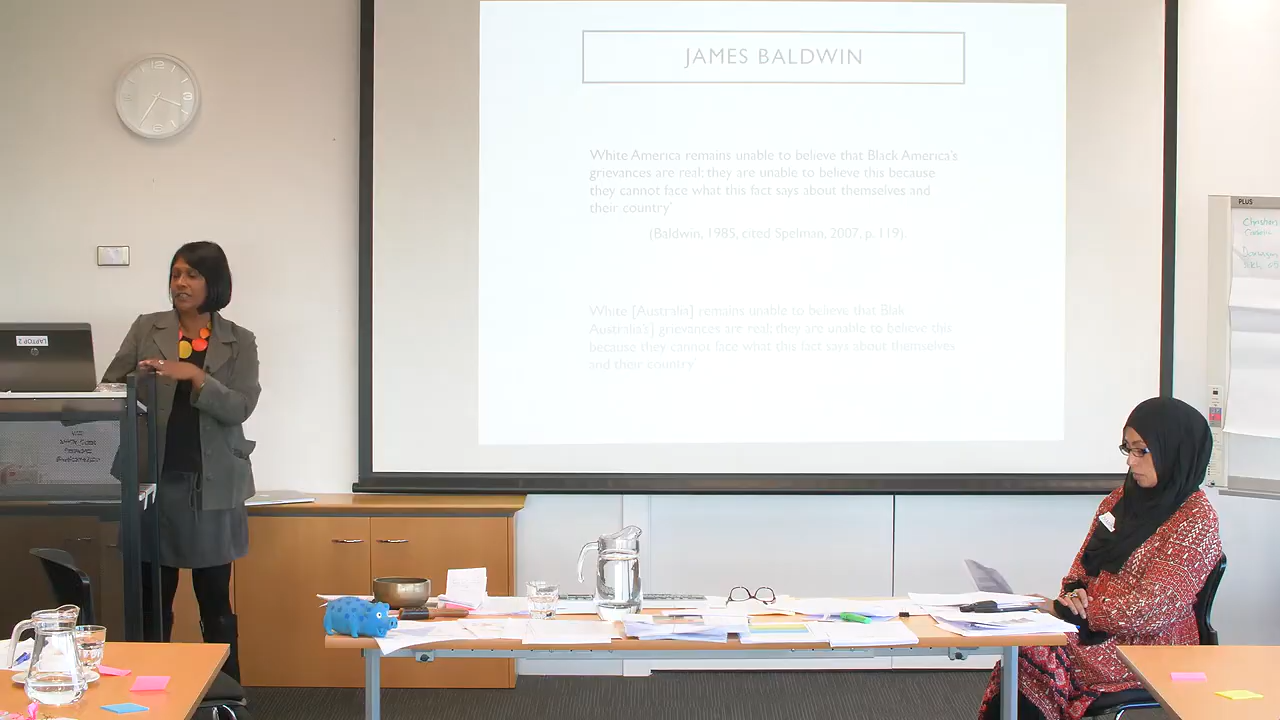 JAMES BALDWIN
White America remains unable to believe that Black America's
grievances are real; they are unable to believe this because
they cannot face what this fact says about themselves and
their country'
(Baldwin, 1985, cited Spelman, 2007, p. 119).
White [Australia] remains unable to believe that Blak
Australia's] grievances are real; they are unable to believe this
because they cannot face what this fact says about themselves
and their country'
PLUS
LAPTOP 2